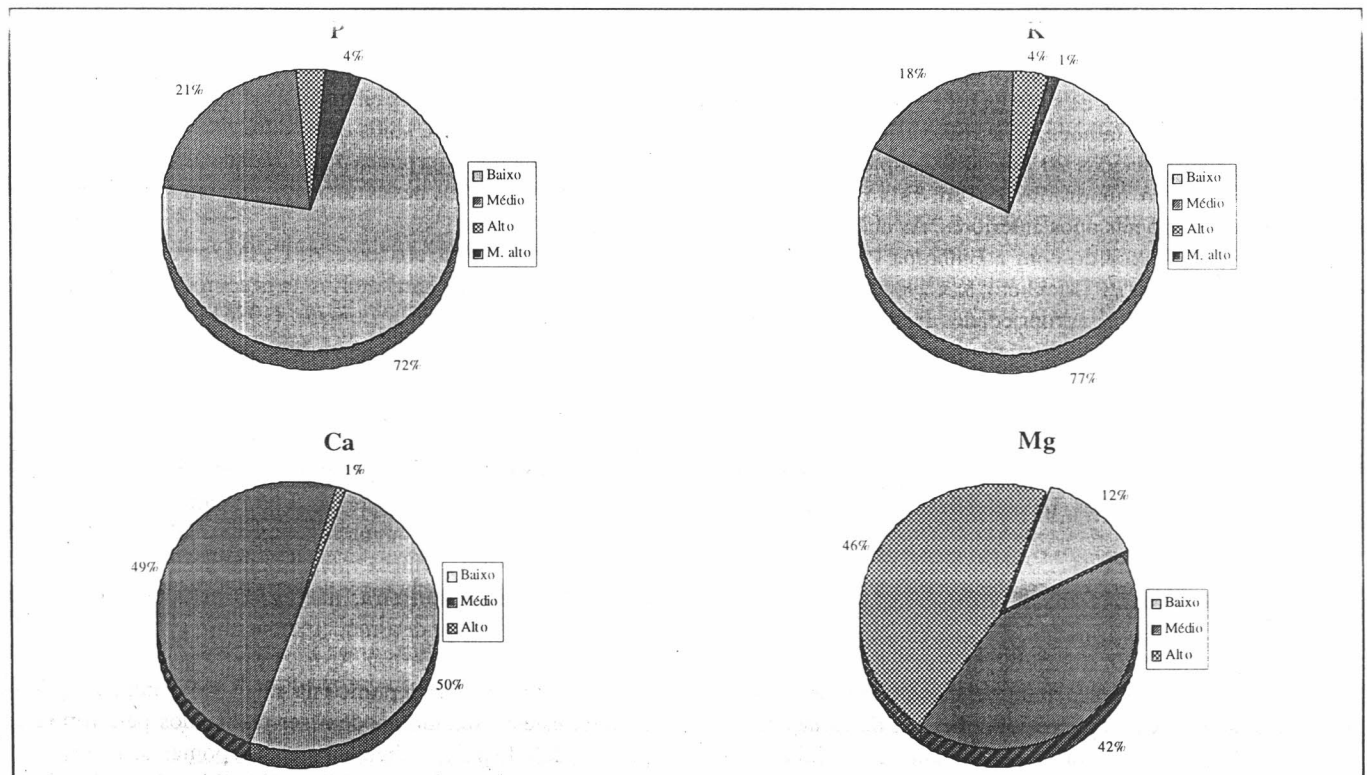 P
4%
21%
72%
Baixo
Médio
Alto
M. alto
K
4%
1%
18%
77%
Baixo
Médio
Alto
M. alto
Ca
1%
49%
50%
Baixo
Médio
Alto
Mg
12%
46%
42%
Baixo
Médio
Alto